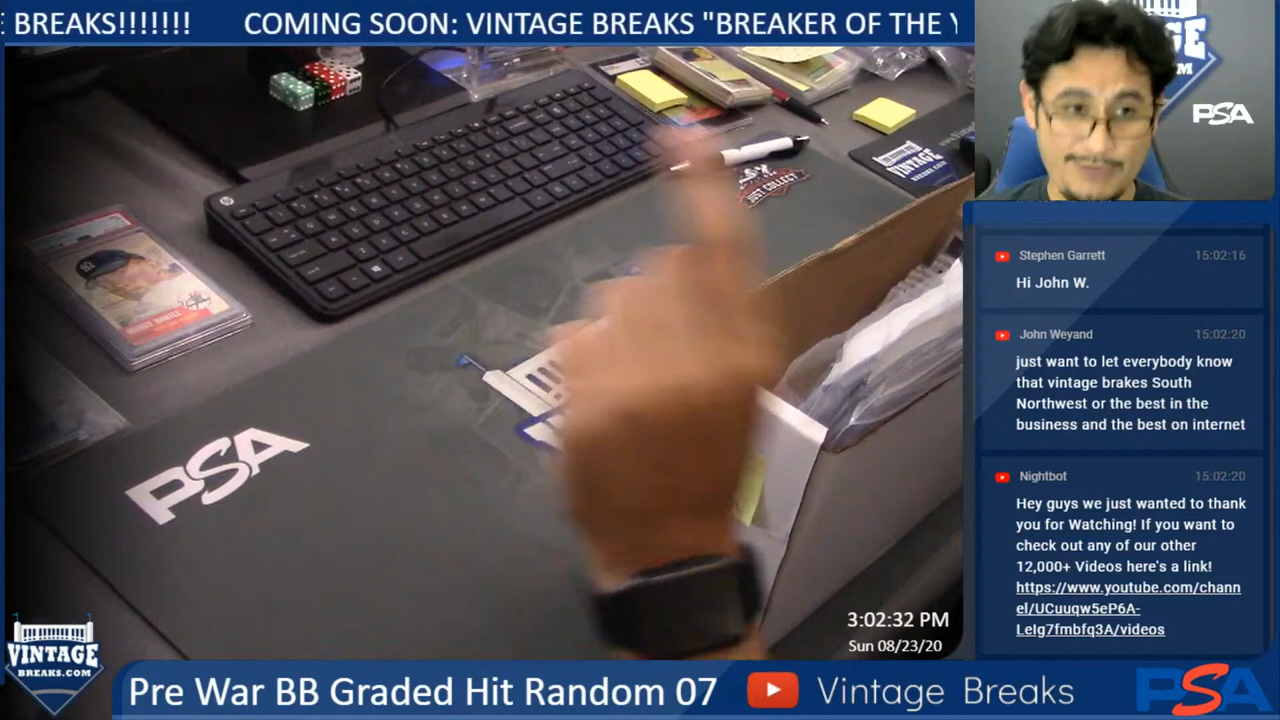 E BREAKS!!!!!!! COMING SOON: VINTAGE BREAKS "BREAKER OF THE Y
PSA
VINTAGE
JUST COLLECT
MICKEY MANTLE
PSA
Stephen Garrett 15:02:16
Hi John W.
John Weyand 15:02:20
just want to let everybody know
that vintage brakes South
Northwest or the best in the
business and the best on internet
Nightbot 15:02:20
Hey guys we just wanted to thank
you for Watching! If you want to
check out any of our other
12,000+ Videos here's a link!
https://www.youtube.com/chann
el/UCuuqw5eP6A-
LeIg7fmbfq3A/videos
3:02:32 PM
Sun 08/23/20
VINTAGE
BREAKS.COM
Pre War BB Graded Hit Random 07
Vintage Breaks
PSA